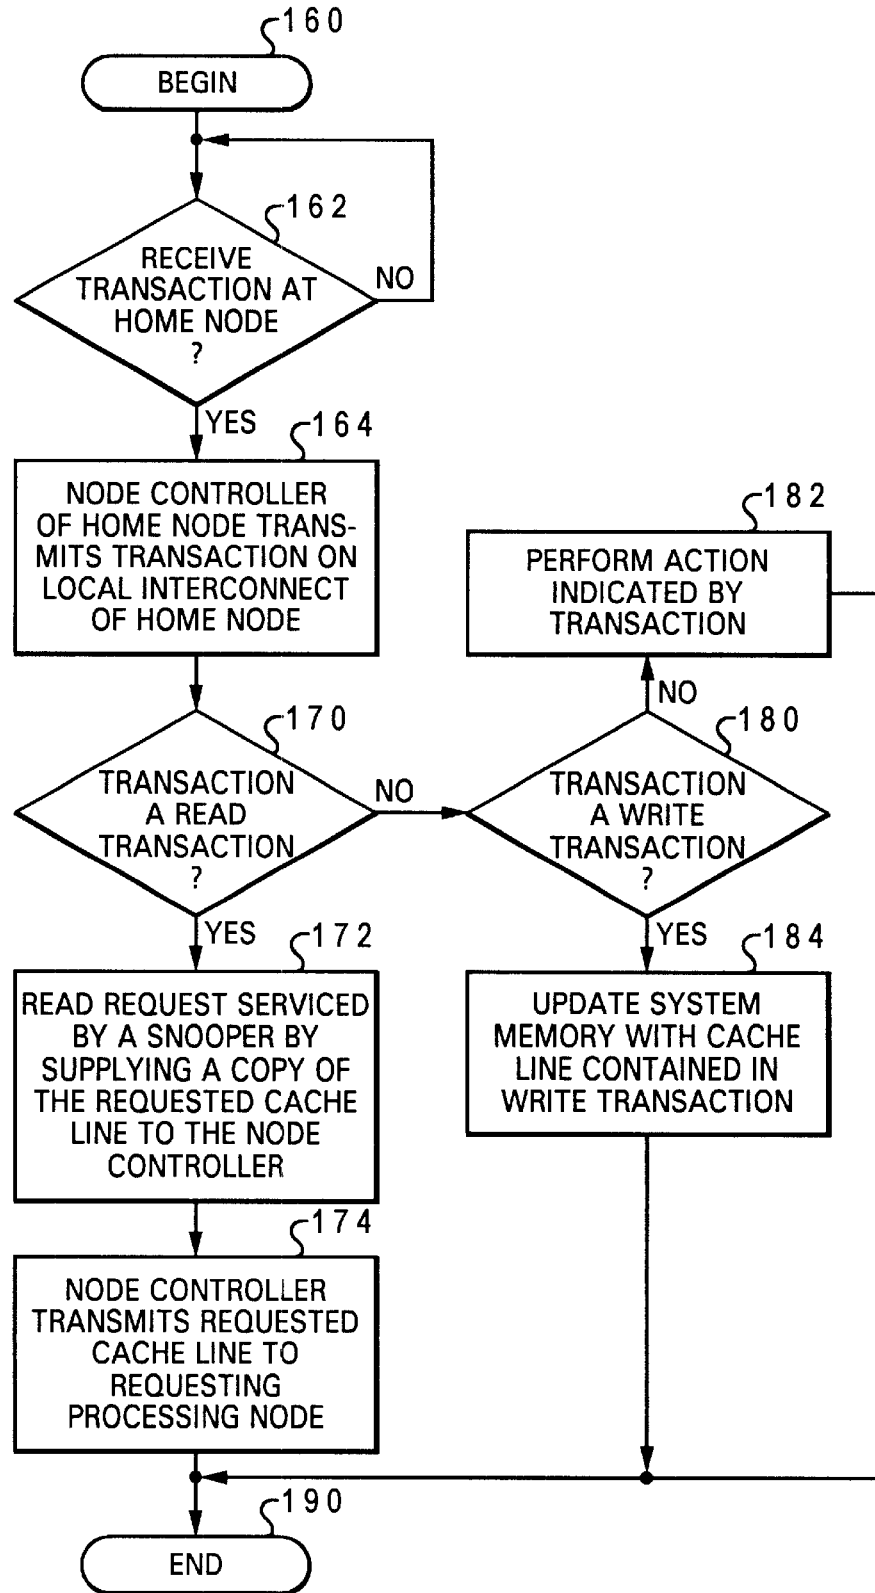 160
BEGIN
162
RECEIVE
TRANSACTION AT
HOME NODE
?
NO
YES
164
NODE CONTROLLER
OF HOME NODE TRANS-
MITS TRANSACTION ON
LOCAL INTERCONNECT
OF HOME NODE
182
PERFORM ACTION
INDICATED BY
TRANSACTION
170
TRANSACTION
A READ
TRANSACTION
?
NO
YES
180
TRANSACTION
A WRITE
TRANSACTION
?
NO
YES
172
READ REQUEST SERVICED
BY A SNOOPER BY
SUPPLYING A COPY OF
THE REQUESTED CACHE
LINE TO THE NODE
CONTROLLER
184
UPDATE SYSTEM
MEMORY WITH CACHE
LINE CONTAINED IN
WRITE TRANSACTION
174
NODE CONTROLLER
TRANSMITS REQUESTED
CACHE LINE TO
REQUESTING
PROCESSING NODE
190
END